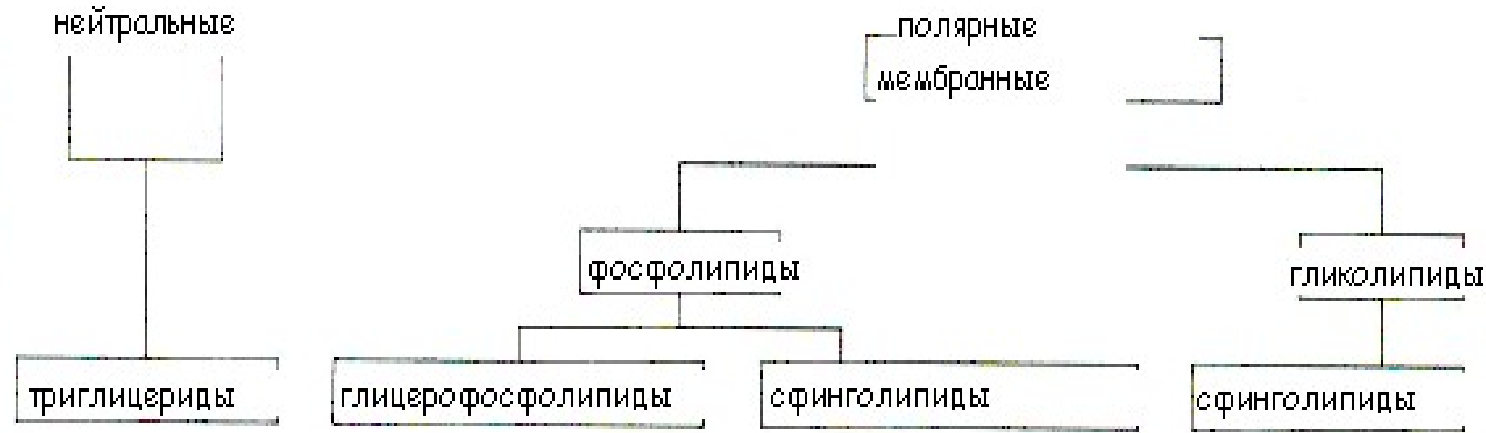 нейтральные
полярные
мембранные
фосфолипиды
гликолипиды
триглицериды
глицерофосфолипиды
сфинголипиды
сфинголипиды